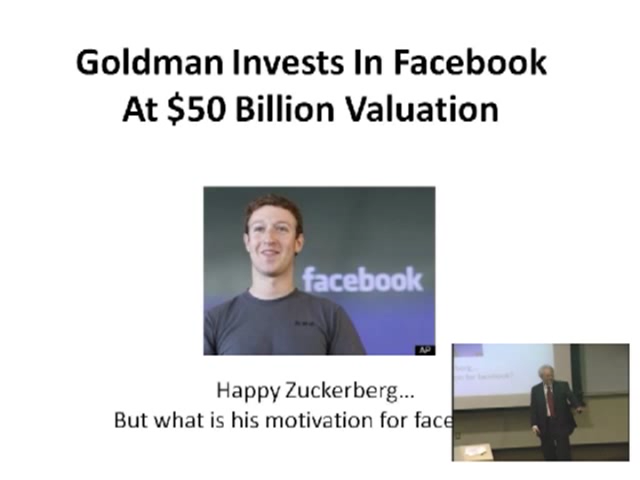 Goldman Invests In Facebook
At $50 Billion Valuation
facebook
AP
Happy Zuckerberg...
But what is his motivation for face